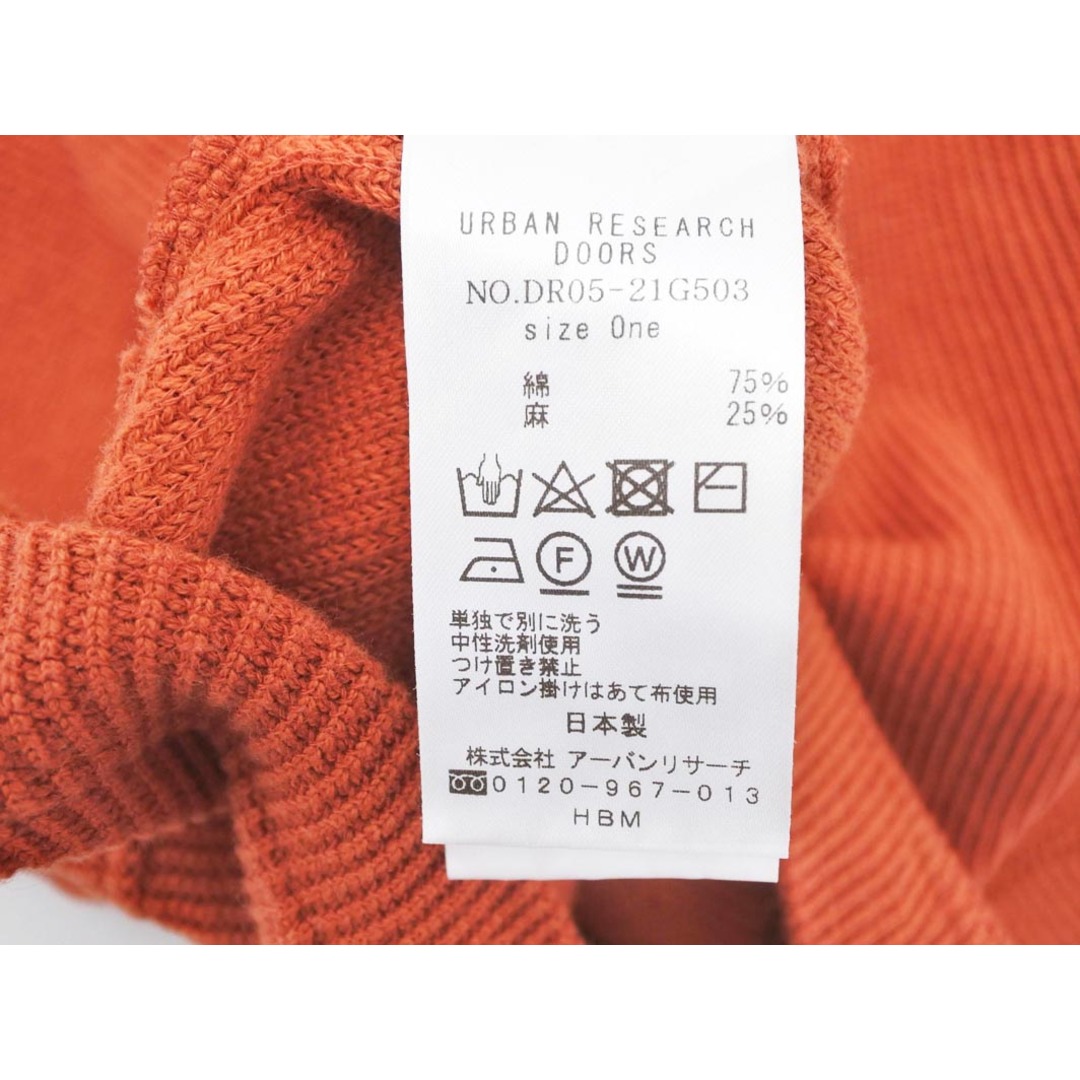 URBAN RESEARCH
DOORS
NO.DR05-21G503
size One
綿 75%
麻 25%
F W
単独で別に洗う
中性洗剤使用
つけ置き禁止
アイロン掛けはあて布使用
日本製
株式会社 アーバンリサーチ
0120-967-013
HBM